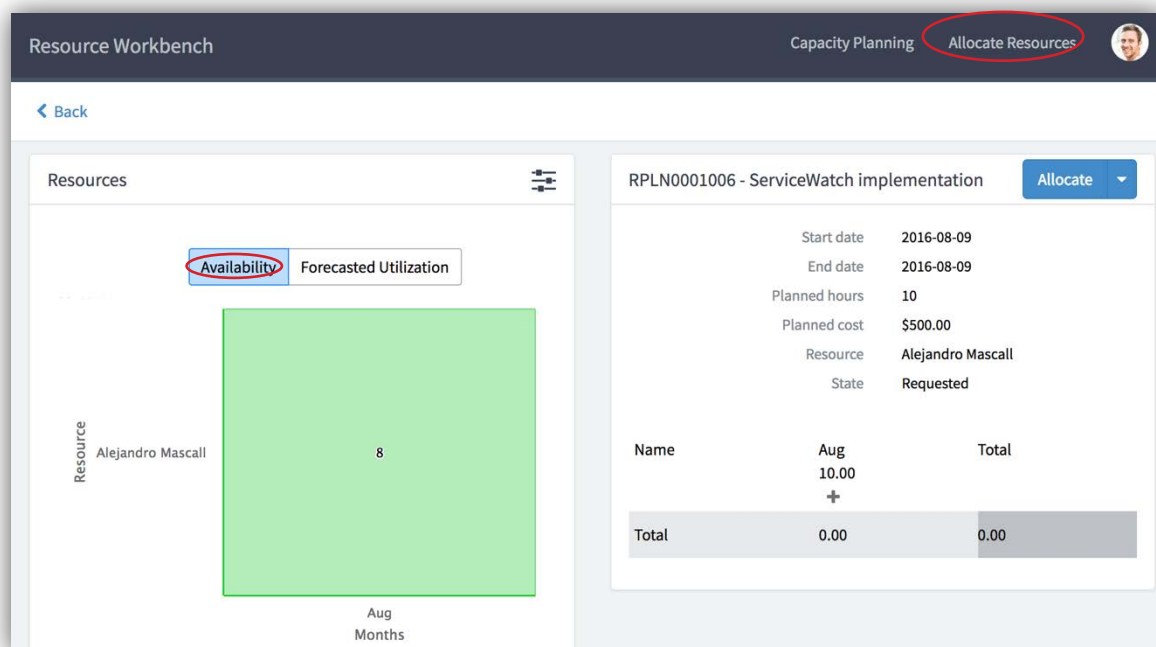 Resource Workbench
Capacity Planning
Allocate Resources
Back
Resources
Availability
Forecasted Utilization
Resource
Alejandro Mascall
8
Aug
Months
RPLN0001006 - ServiceWatch implementation
Allocate
Start date 2016-08-09
End date 2016-08-09
Planned hours 10
Planned cost $500.00
Resource Alejandro Mascall
State Requested
Name Aug Total
10.00
+
Total 0.00 0.00